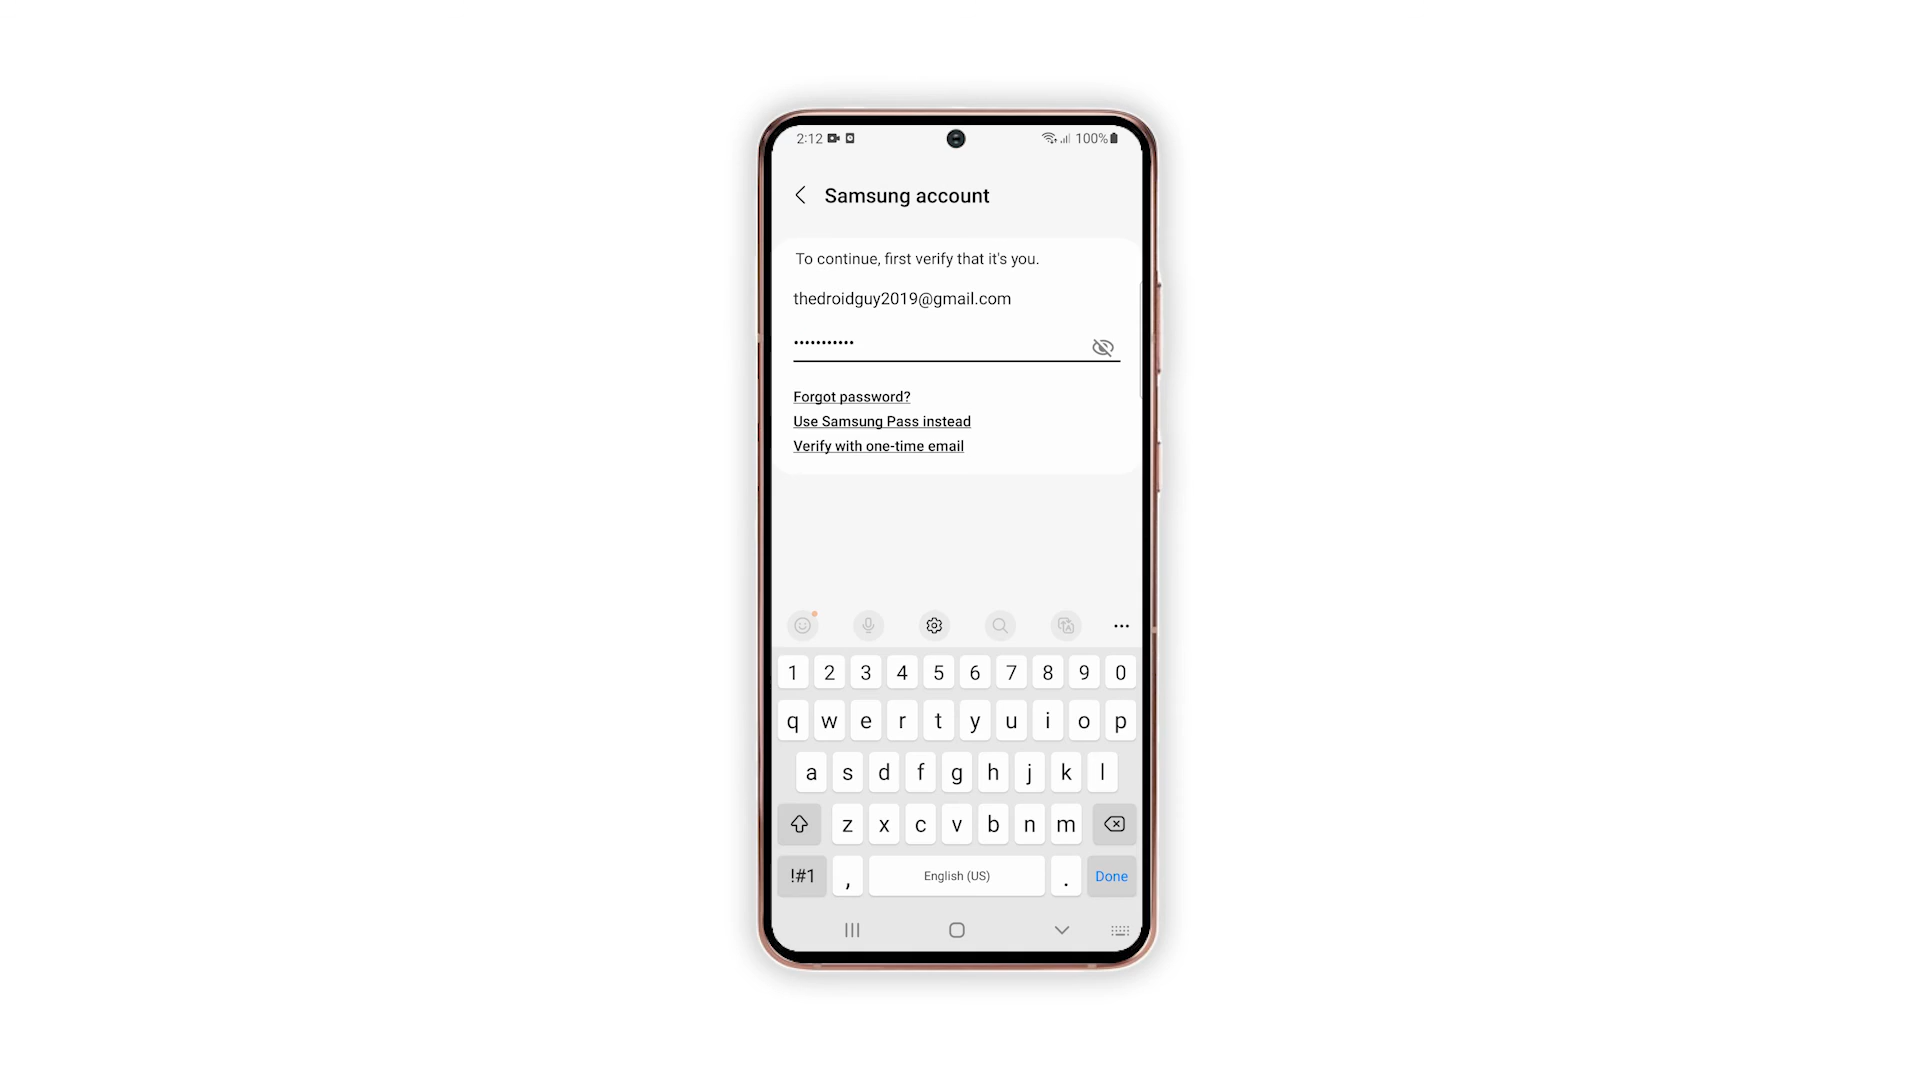 2:12 100%
Samsung account
To continue, first verify that it's you.
thedroidguy2019@gmail.com
•••••••••••
Forgot password?
Use Samsung Pass instead
Verify with one-time email
1 2 3 4 5 6 7 8 9 0
q w e r t y u i o p
a s d f g h j k l
z x c v b n m
!#1 , English (US) . Done